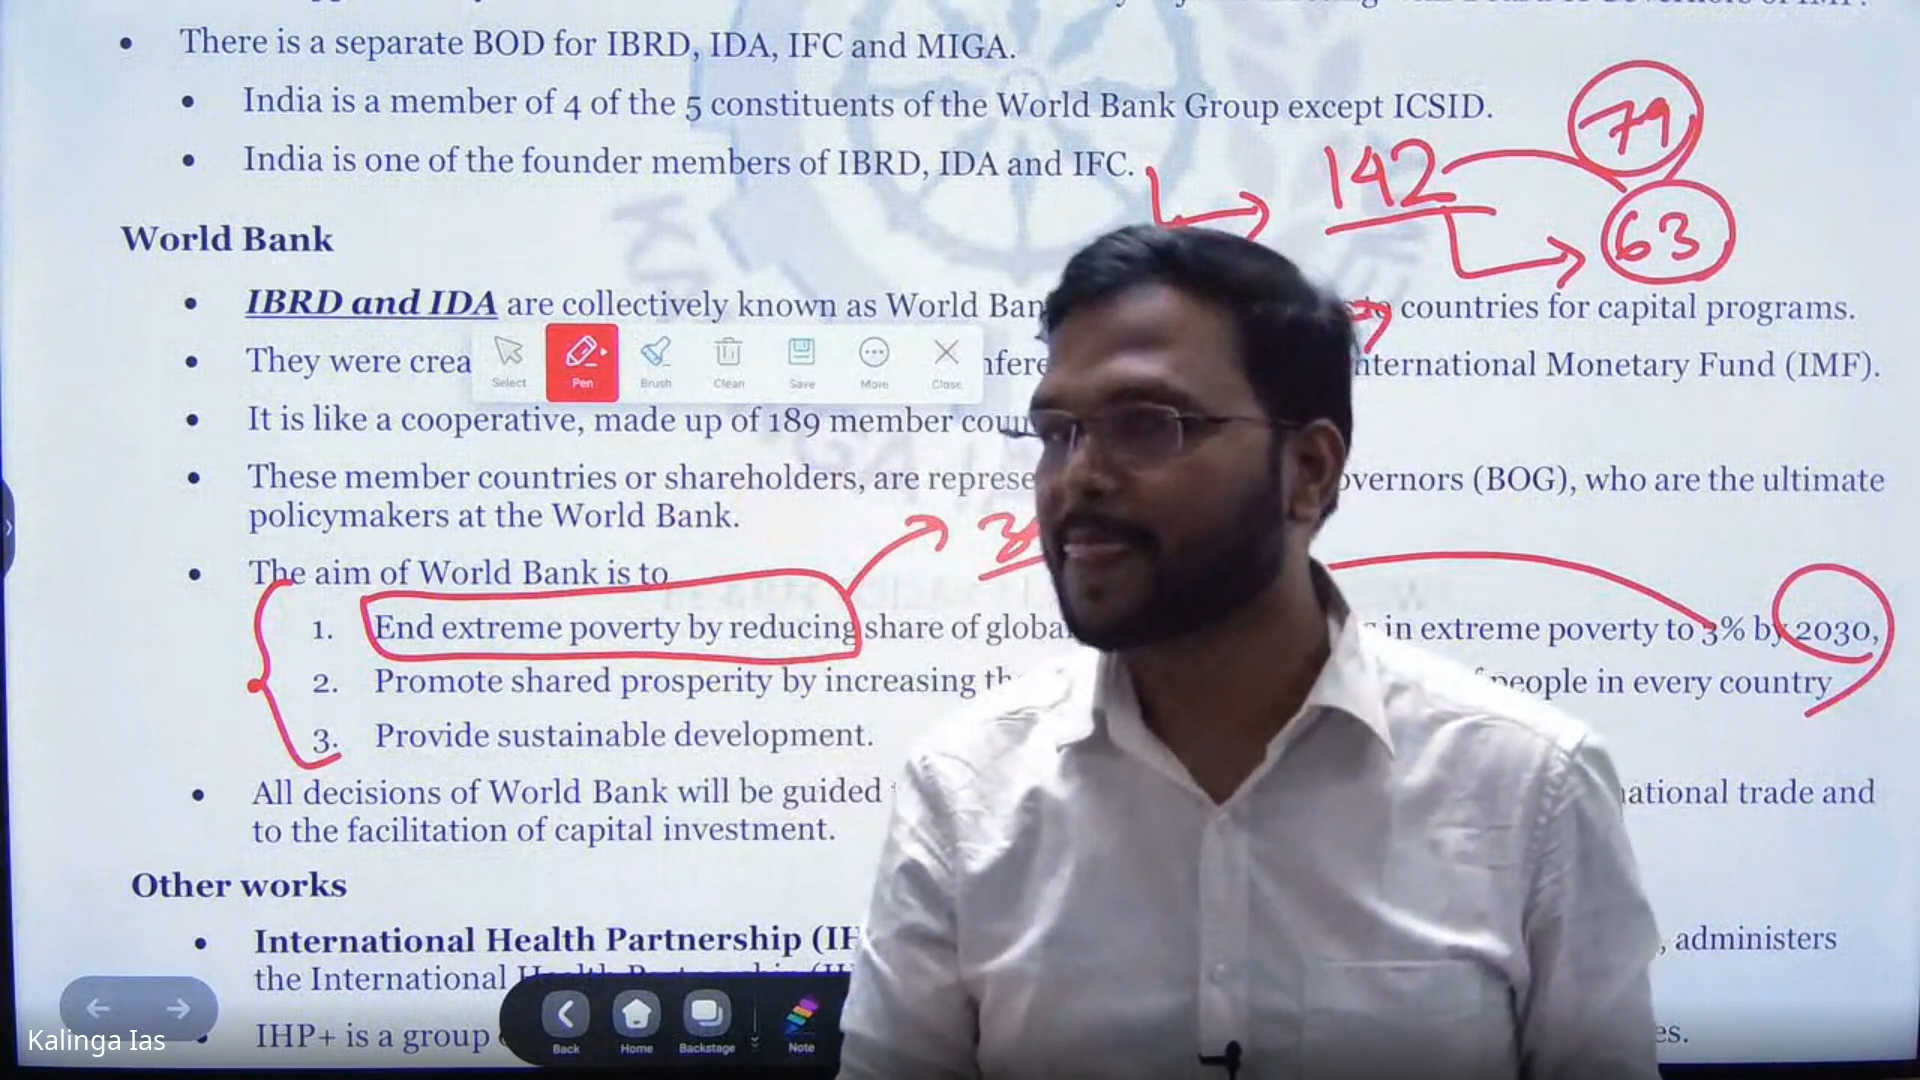 There is a separate BOD for IBRD, IDA, IFC and MIGA.
India is a member of 4 of the 5 constituents of the World Bank Group except ICSID.
79
India is one of the founder members of IBRD, IDA and IFC.
142
63
World Bank
IBRD and IDA are collectively known as World Ban countries for capital programs.
They were crea nternational Monetary Fund (IMF).
Select Pen Brush Clean Save More Close
It is like a cooperative, made up of 189 member coun
These member countries or shareholders, are represe overnors (BOG), who are the ultimate
policymakers at the World Bank.
The aim of World Bank is to
1. End extreme poverty by reducing share of globa in extreme poverty to 3% by 2030,
2. Promote shared prosperity by increasing th people in every country
3. Provide sustainable development.
All decisions of World Bank will be guided national trade and
to the facilitation of capital investment.
Other works
International Health Partnership (IH , administers
the International
IHP+ is a group es.
Back Home Backstage Note
Kalinga Ias